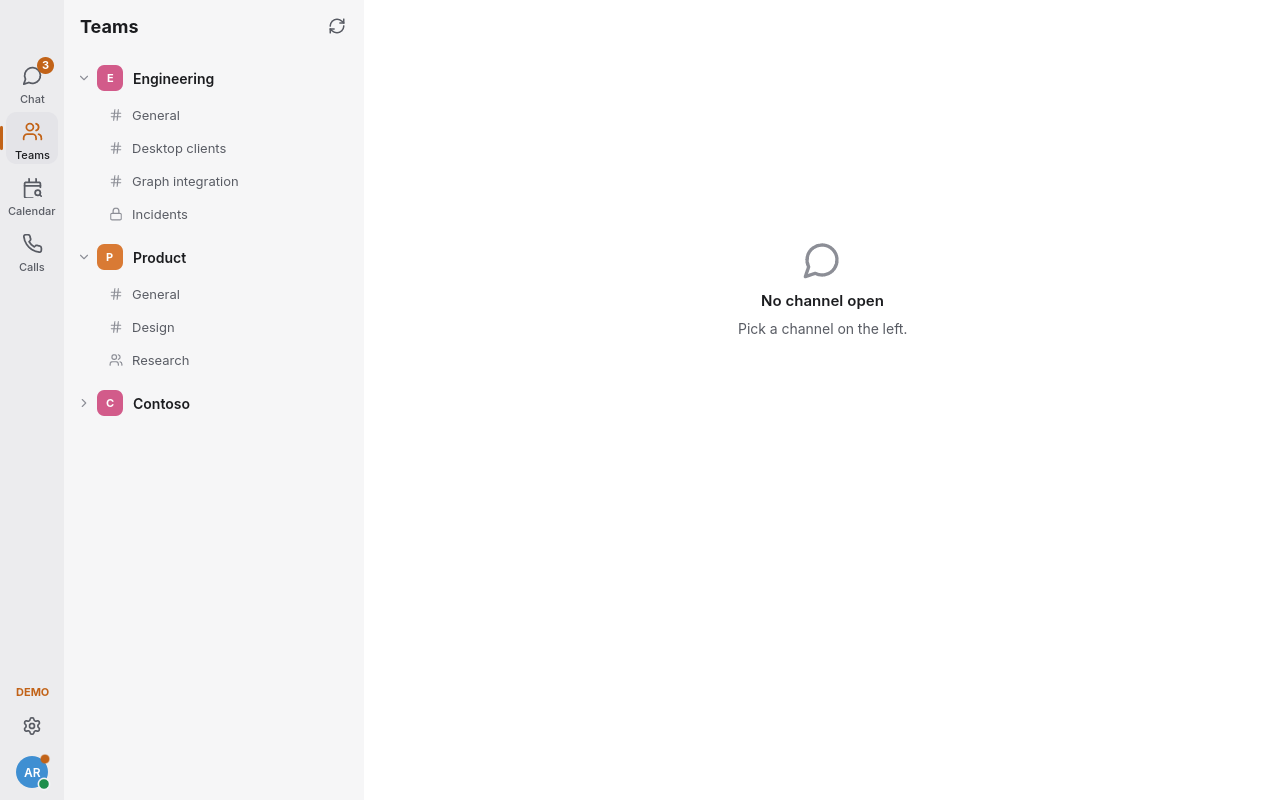 Teams
3
Chat
Teams
Calendar
Calls
E Engineering
General
Desktop clients
Graph integration
Incidents
P Product
General
Design
Research
C Contoso
No channel open
Pick a channel on the left.
DEMO
AR